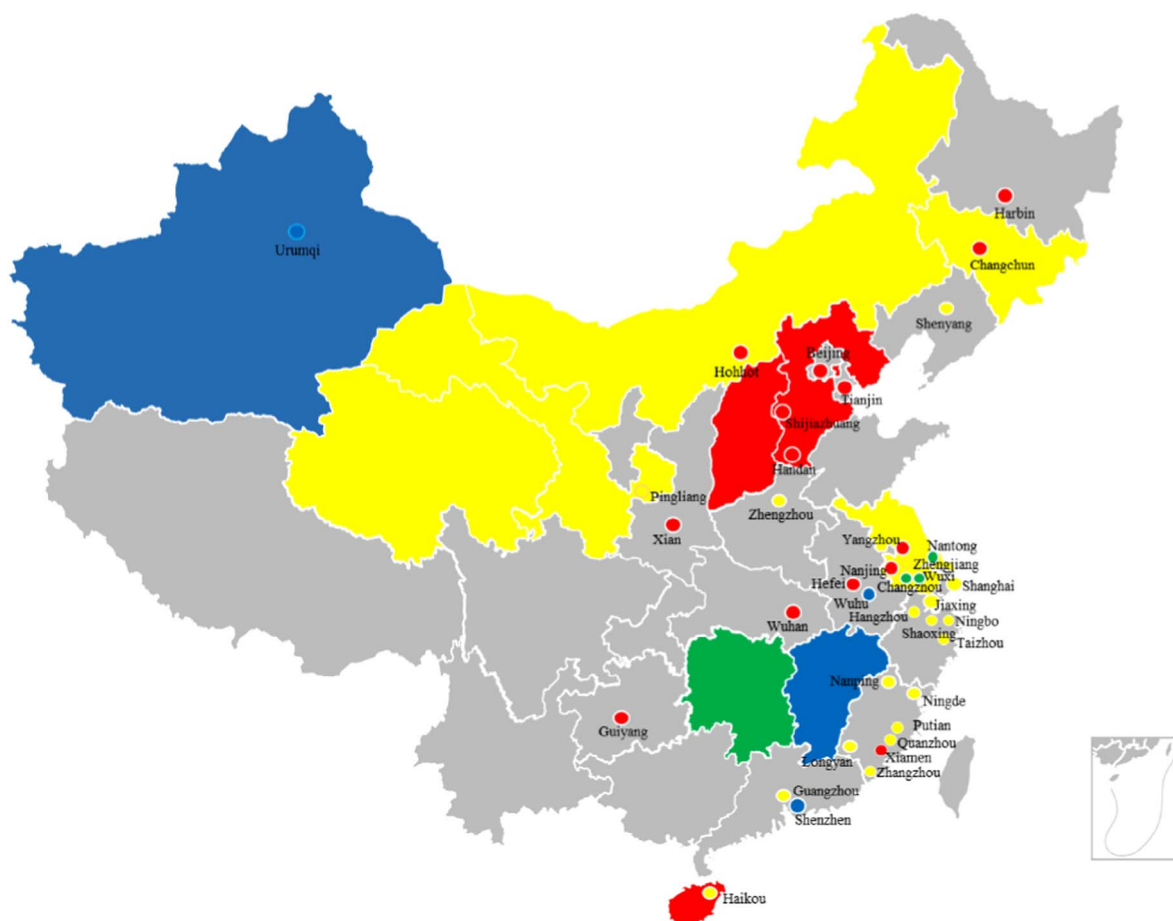 Urumqi
Harbin
Changchun
Shenyang
Beijing
Hohhot
Tianjin
Shijiazhuang
Handan
Pingliang
Zhengzhou
Xian
Yangzhou
Nantong
Zhengjiang
Nanjing
Wuxi
Hefei
Changznou
Shanghai
Wuhu
Jiaxing
Hangzhou
Ningbo
Wuhan
Shaoxing
Taizhou
Nanping
Ningde
Putian
Guiyang
Quanzhou
Xiamen
Longyan
Zhangzhou
Guangzhou
Shenzhen
Haikou